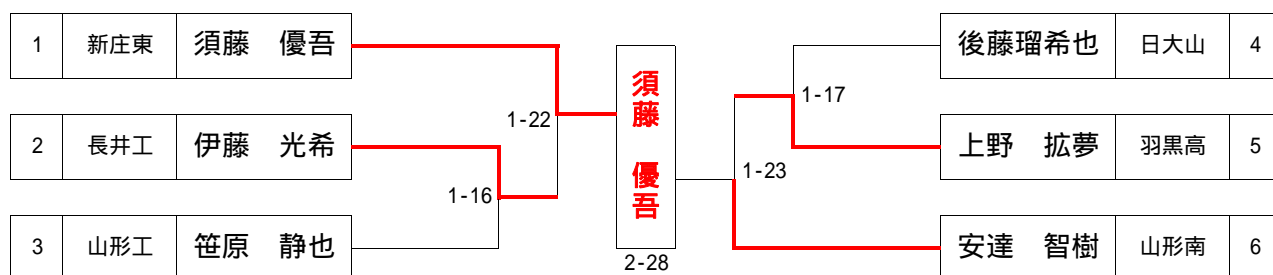 1 新庄東 須藤 優吾
2 長井工 伊藤 光希
3 山形工 笹原 静也
1-22
1-16
須藤 優吾
2-28
1-17
1-23
後藤瑠希也 日大山 4
上野 拡夢 羽黒高 5
安達 智樹 山形南 6